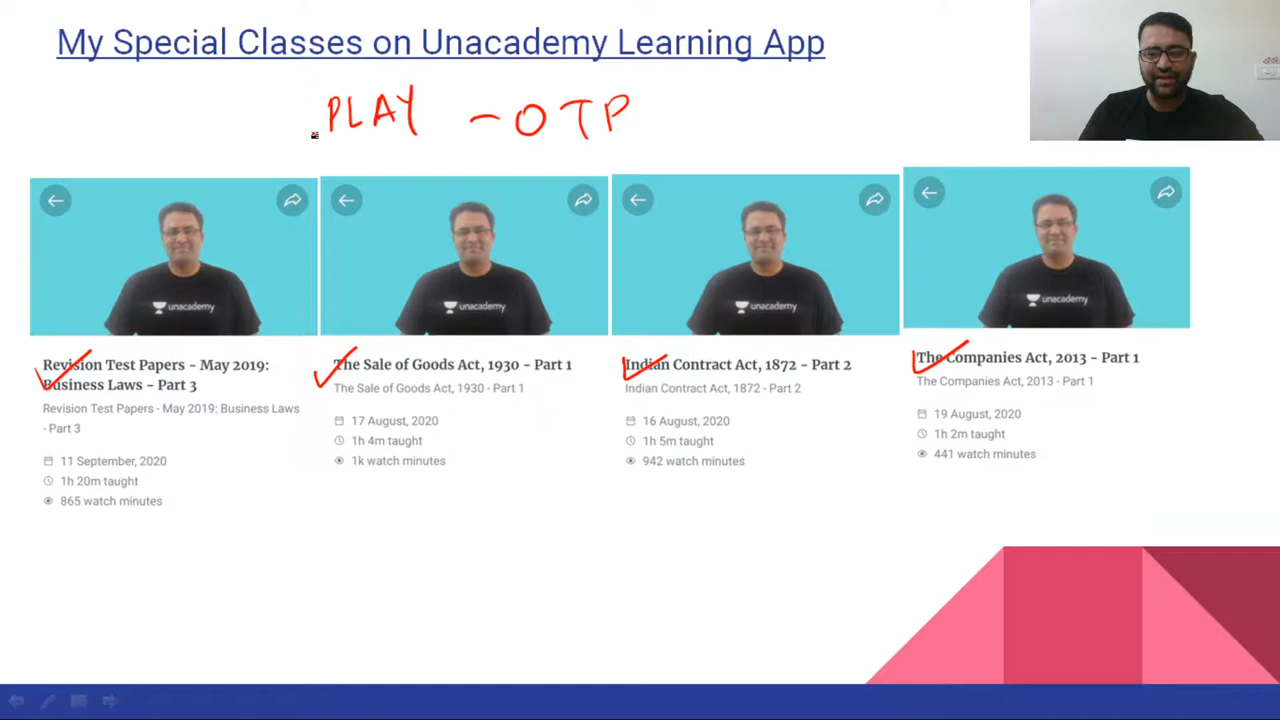 My Special Classes on Unacademy Learning App
PLAY - OTP
unacademy
unacademy
unacademy
unacademy
Revision Test Papers - May 2019:
Business Laws - Part 3
Revision Test Papers - May 2019: Business Laws
- Part 3
11 September, 2020
1h 20m taught
865 watch minutes
The Sale of Goods Act, 1930 - Part 1
The Sale of Goods Act, 1930 - Part 1
17 August, 2020
1h 4m taught
1k watch minutes
Indian Contract Act, 1872 - Part 2
Indian Contract Act, 1872 - Part 2
16 August, 2020
1h 5m taught
942 watch minutes
The Companies Act, 2013 - Part 1
The Companies Act, 2013 - Part 1
19 August, 2020
1h 2m taught
441 watch minutes